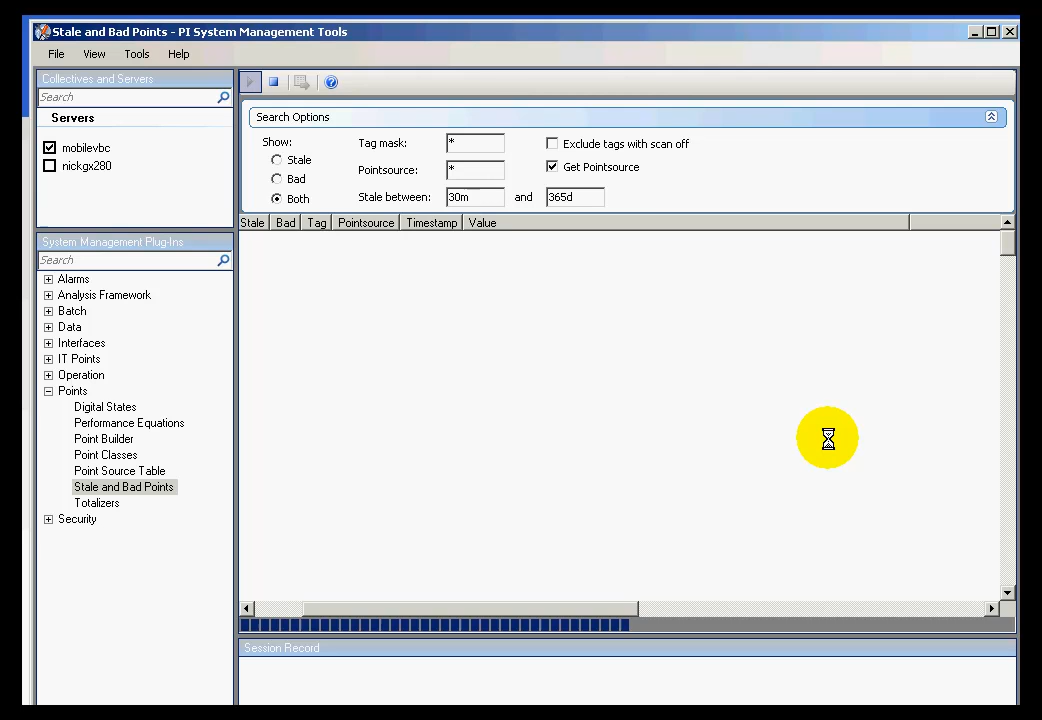 Stale and Bad Points - PI System Management Tools
File View Tools Help
Collectives and Servers
Search
Servers
mobilevbc
nickgx280
System Management Plug-Ins
Search
Alarms
Analysis Framework
Batch
Data
Interfaces
IT Points
Operation
Points
Digital States
Performance Equations
Point Builder
Point Classes
Point Source Table
Stale and Bad Points
Totalizers
Security
Search Options
Show:
Stale
Bad
Both
Tag mask: *
Pointsource: *
Stale between: 30m and 365d
Exclude tags with scan off
Get Pointsource
Stale Bad Tag Pointsource Timestamp Value
Session Record